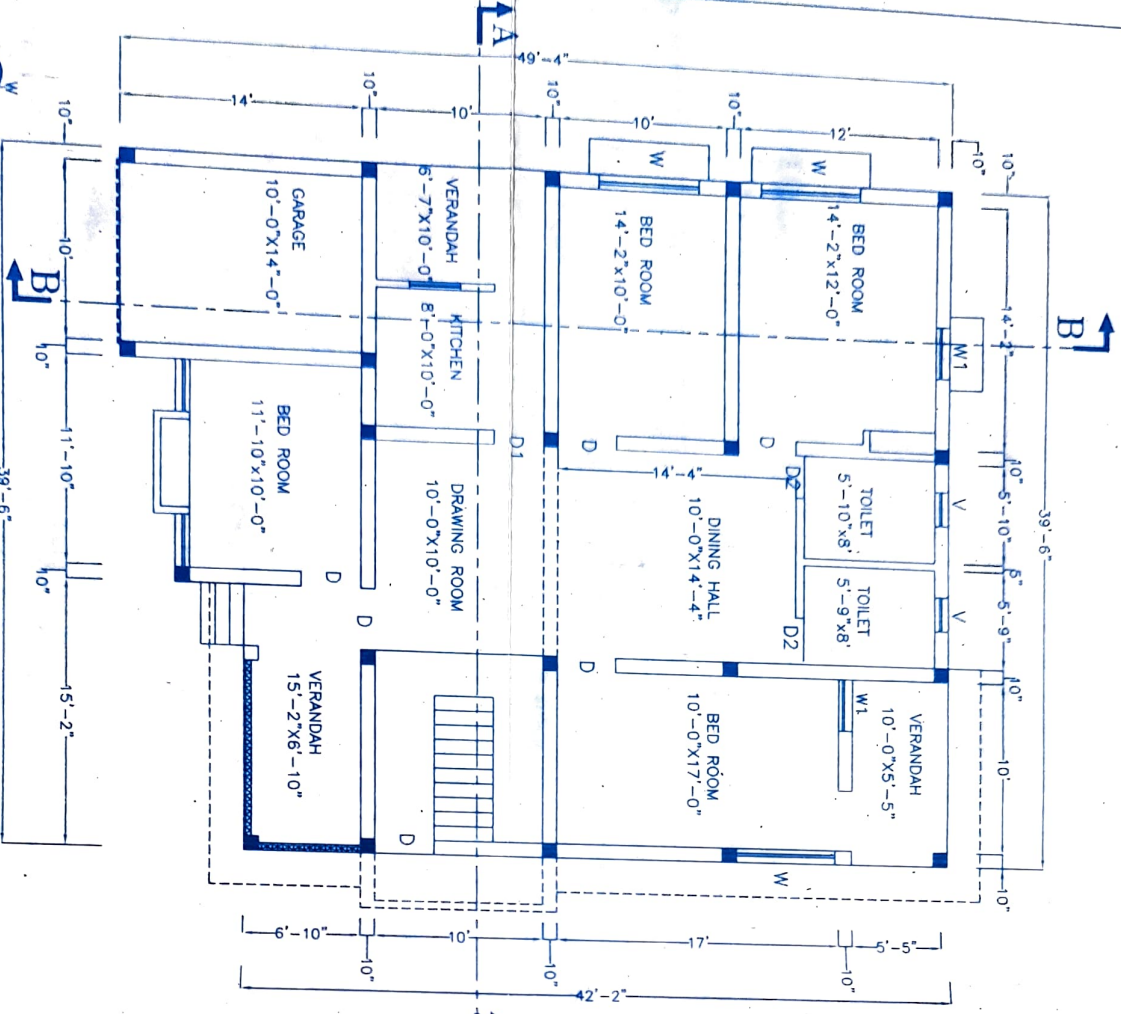 A
49'-4"
14'
10"
10'
10"
10'
10"
12'
10"
W
10"
10'
10"
11'-10"
10"
15'-2"
39'-6"
B
B
10"
14'-2"
10"
5'-10"
5"
5'-9"
10"
10'
10"
39'-6"
GARAGE
10'-0"X14"-0"
VERANDAH
6'-7"X10'-0"
KITCHEN
8'-0"X10'-0"
W
BED ROOM
14'-2"x10'-0"
W
BED ROOM
14'-2"x12'-0"
W1
BED ROOM
11'-10"x10'-0"
DRAWING ROOM
10'-0"X10'-0"
D1
D
D
14'-4"
DINING HALL
10'-0"X14'-4"
D2
TOILET
5'-10"x8'
V
TOILET
5'-9"x8'
V
D2
D
D
D
VERANDAH
15'-2"X6'-10"
BED ROOM
10'-0"X17'-0"
W1
VERANDAH
10'-0"X5'-5"
D
W
6'-10"
10"
10'
10"
17'
10"
5'-5"
42'-2"